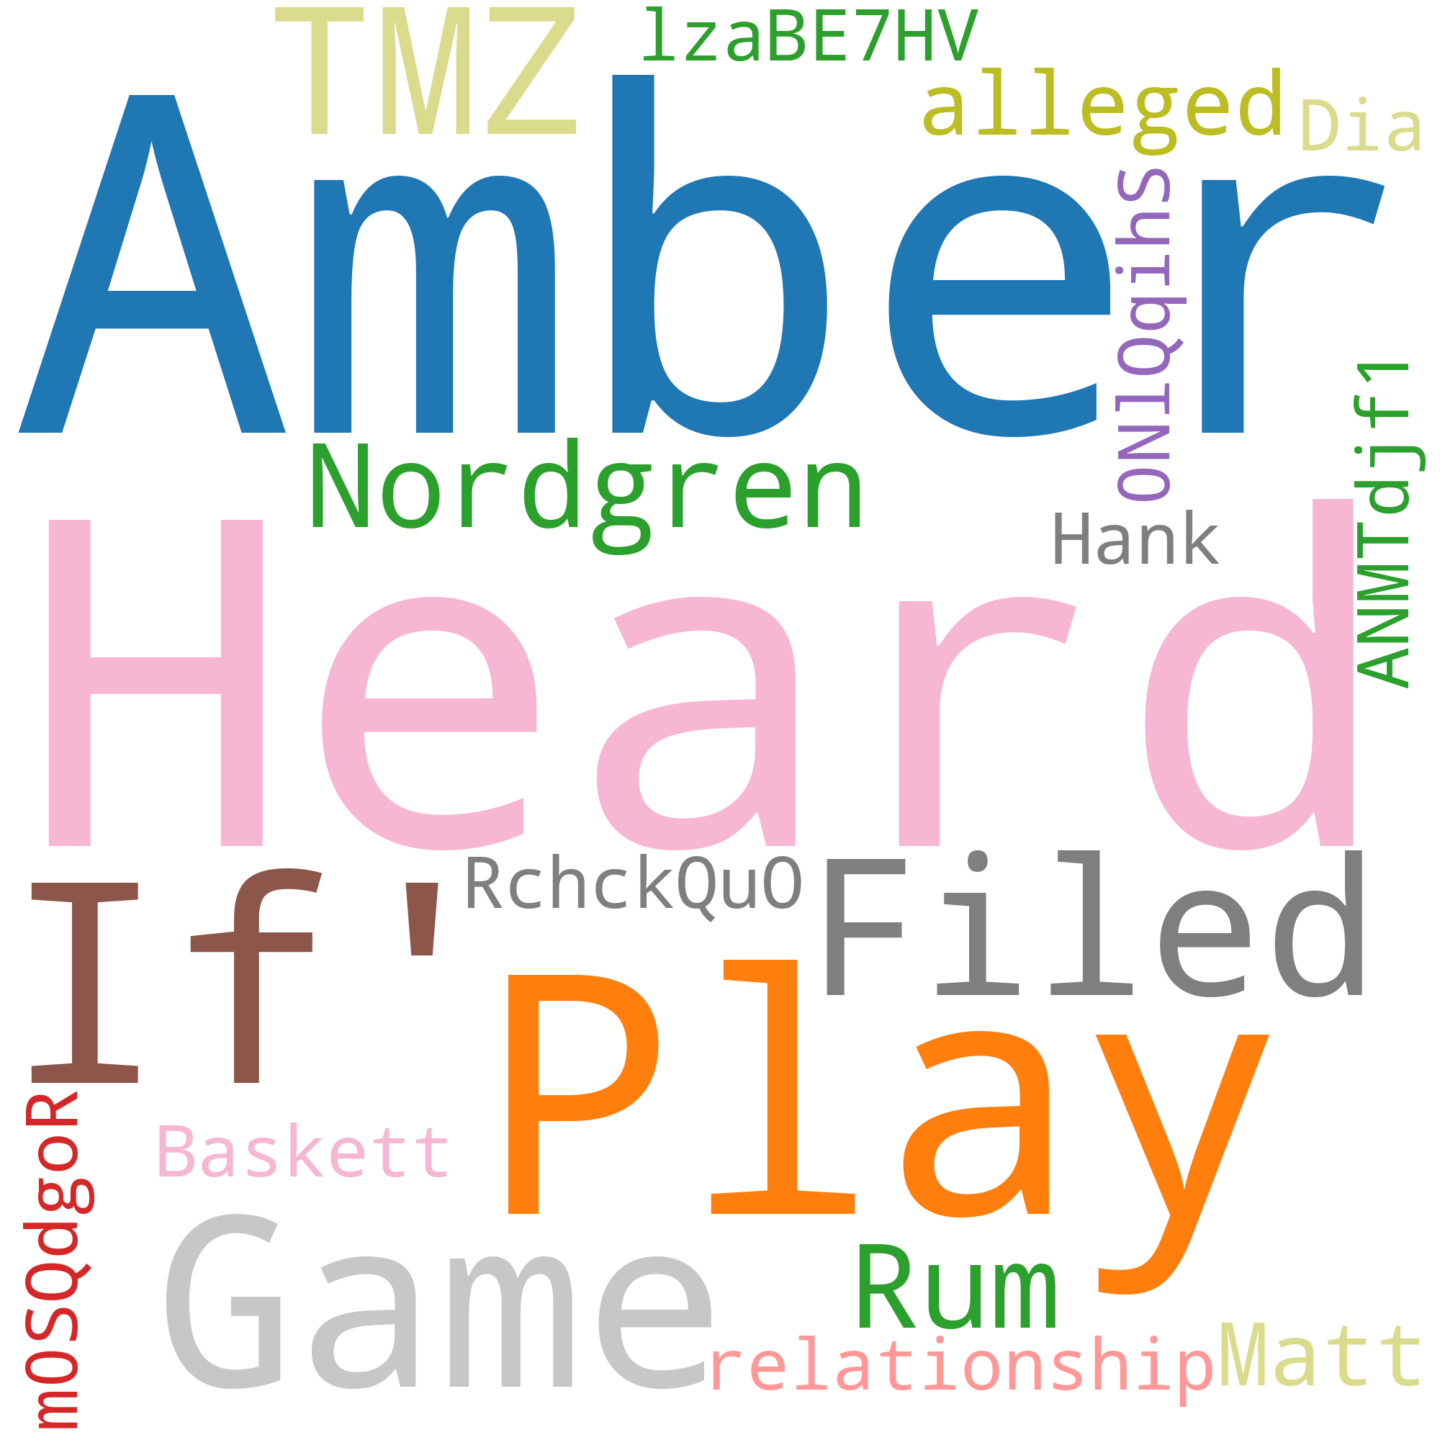 TMZ
lzaBE7HV
alleged
Dia
Amber
ONlQqihS
Nordgren
Hank
ANMTdjf1
Heard
If'
RchckQuO
Filed
Play
mOSQdgoR
Baskett
Game
Rum
relationship
Matt